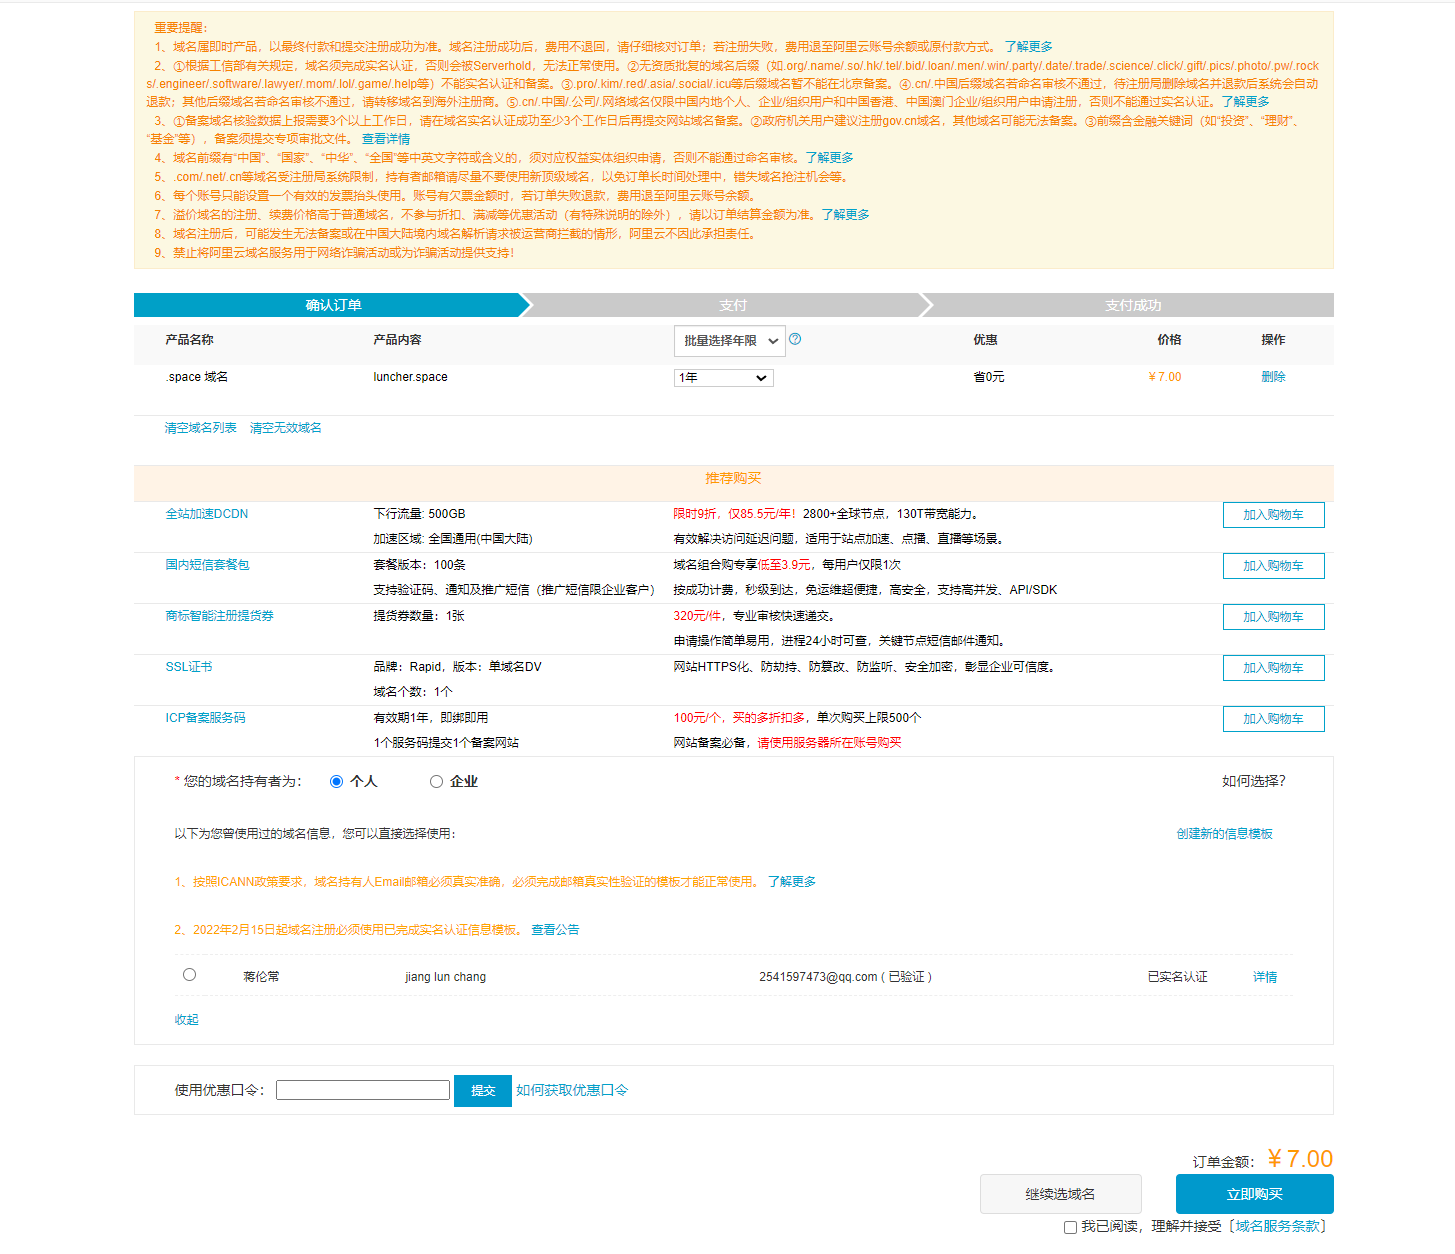 重要提醒：
1、域名属即时产品，以最终付款和提交注册成功为准。域名注册成功后，费用不退回，请仔细核对订单；若注册失败，费用退至阿里云账号余额或原付款方式。 了解更多
2、①根据工信部有关规定，域名须完成实名认证，否则会被Serverhold，无法正常使用。②无资质批复的域名后缀（如.org/.name/.so/.hk/.tel/.bid/.loan/.men/.win/.party/.date/.trade/.science/.click/.gift/.pics/.photo/.pw/.rock
s/.engineer/.software/.lawyer/.mom/.lol/.game/.help等）不能实名认证和备案。③.pro/.kim/.red/.asia/.social/.icu等后缀域名暂不能在北京备案。④.cn/.中国后缀域名若命名审核不通过，待注册局删除域名并退款后系统会自动
退款；其他后缀域名若命名审核不通过，请转移域名到海外注册商。⑤.cn/.中国/.公司/.网络域名仅限中国内地个人、企业/组织用户和中国香港、中国澳门企业/组织用户申请注册，否则不能通过实名认证。了解更多
3、①备案域名核验数据上报需要3个以上工作日，请在域名实名认证成功至少3个工作日后再提交网站域名备案。②政府机关用户建议注册gov.cn域名，其他域名可能无法备案。③前缀含金融关键词（如“投资”、“理财”、
“基金”等），备案须提交专项审批文件。 查看详情
4、域名前缀有“中国”、“国家”、“中华”、“全国”等中英文字符或含义的，须对应权益实体组织申请，否则不能通过命名审核。了解更多
5、.com/.net/.cn等域名受注册局系统限制，持有者邮箱请尽量不要使用新顶级域名，以免订单长时间处理中，错失域名抢注机会等。
6、每个账号只能设置一个有效的发票抬头使用。账号有欠票金额时，若订单失败退款，费用退至阿里云账号余额。
7、溢价域名的注册、续费价格高于普通域名，不参与折扣、满减等优惠活动（有特殊说明的除外），请以订单结算金额为准。了解更多
8、域名注册后，可能发生无法备案或在中国大陆境内域名解析请求被运营商拦截的情形，阿里云不因此承担责任。
9、禁止将阿里云域名服务用于网络诈骗活动或为诈骗活动提供支持！
确认订单 支付 支付成功
产品名称 产品内容 批量选择年限 优惠 价格 操作
.space 域名 luncher.space 1年 省0元 ￥7.00 删除
清空域名列表 清空无效域名
推荐购买
全站加速DCDN 下行流量: 500GB 限时9折，仅85.5元/年！2800+全球节点，130T带宽能力。 加入购物车
加速区域: 全国通用(中国大陆) 有效解决访问延迟问题，适用于站点加速、点播、直播等场景。
国内短信套餐包 套餐版本：100条 域名组合购专享低至3.9元，每用户仅限1次 加入购物车
支持验证码、通知及推广短信（推广短信限企业客户） 按成功计费，秒级到达，免运维超便捷，高安全，支持高并发、API/SDK
商标智能注册提货券 提货券数量：1张 320元/件，专业审核快速递交。 加入购物车
申请操作简单易用，进程24小时可查，关键节点短信邮件通知。
SSL证书 品牌：Rapid，版本：单域名DV 网站HTTPS化、防劫持、防篡改、防监听、安全加密，彰显企业可信度。 加入购物车
域名个数：1个
ICP备案服务码 有效期1年，即绑即用 100元/个，买的多折扣多，单次购买上限500个 加入购物车
1个服务码提交1个备案网站 网站备案必备，请使用服务器所在账号购买
* 您的域名持有者为： 个人 企业 如何选择?
以下为您曾使用过的域名信息，您可以直接选择使用： 创建新的信息模板
1、按照ICANN政策要求，域名持有人Email邮箱必须真实准确，必须完成邮箱真实性验证的模板才能正常使用。 了解更多
2、2022年2月15日起域名注册必须使用已完成实名认证信息模板。 查看公告
蒋伦常 jiang lun chang 2541597473@qq.com ( 已验证 ) 已实名认证 详情
收起
使用优惠口令： 提交 如何获取优惠口令
订单金额： ￥7.00
继续选域名 立即购买
我已阅读，理解并接受〔域名服务条款〕